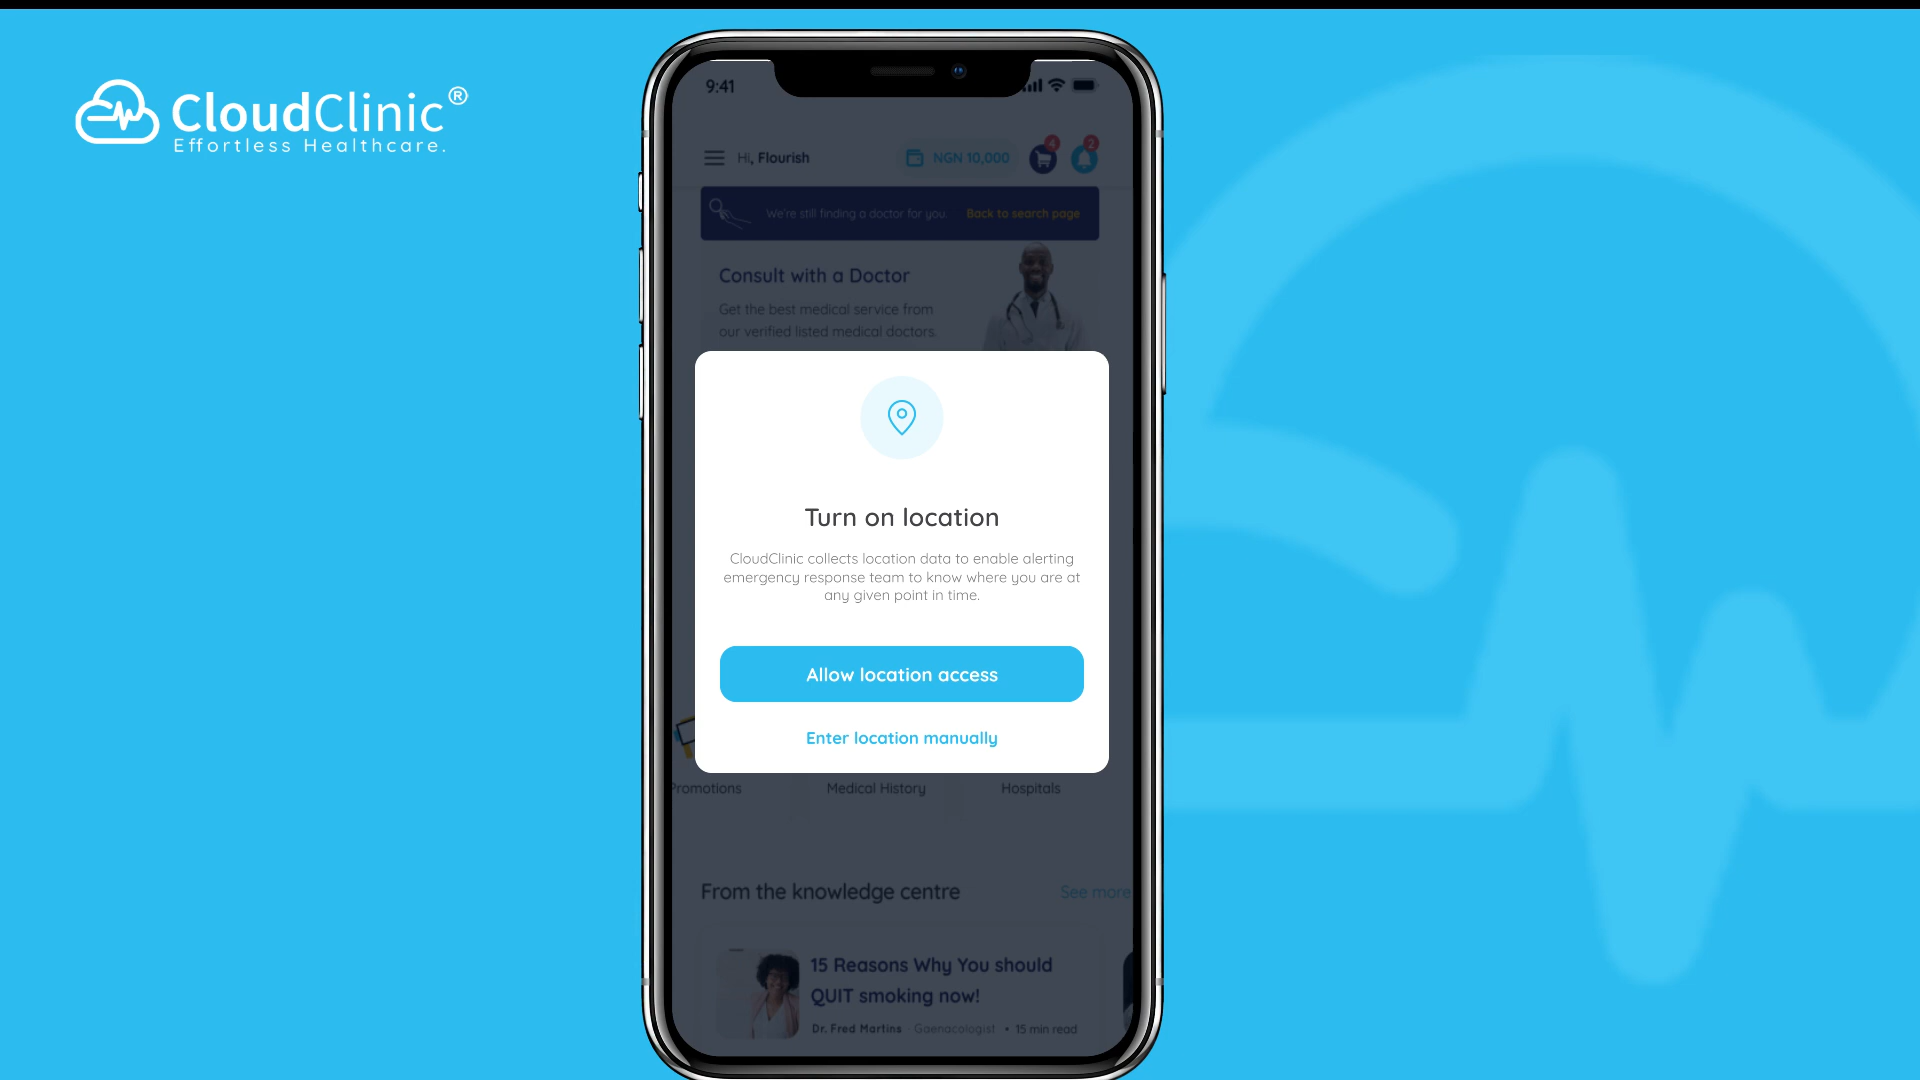 CloudClinic®
Effortless Healthcare.
9:41
Hi, Flourish
NGN 10,000
4
2
We're still finding a doctor for you. Back to search page
Consult with a Doctor
Get the best medical service from
our verified listed medical doctors.
Turn on location
CloudClinic collects location data to enable alerting
emergency response team to know where you are at
any given point in time.
Allow location access
Enter location manually
Promotions
Medical History
Hospitals
From the knowledge centre
See more
15 Reasons Why You should
QUIT smoking now!
Dr. Fred Martins Gaenacologist • 15 min read